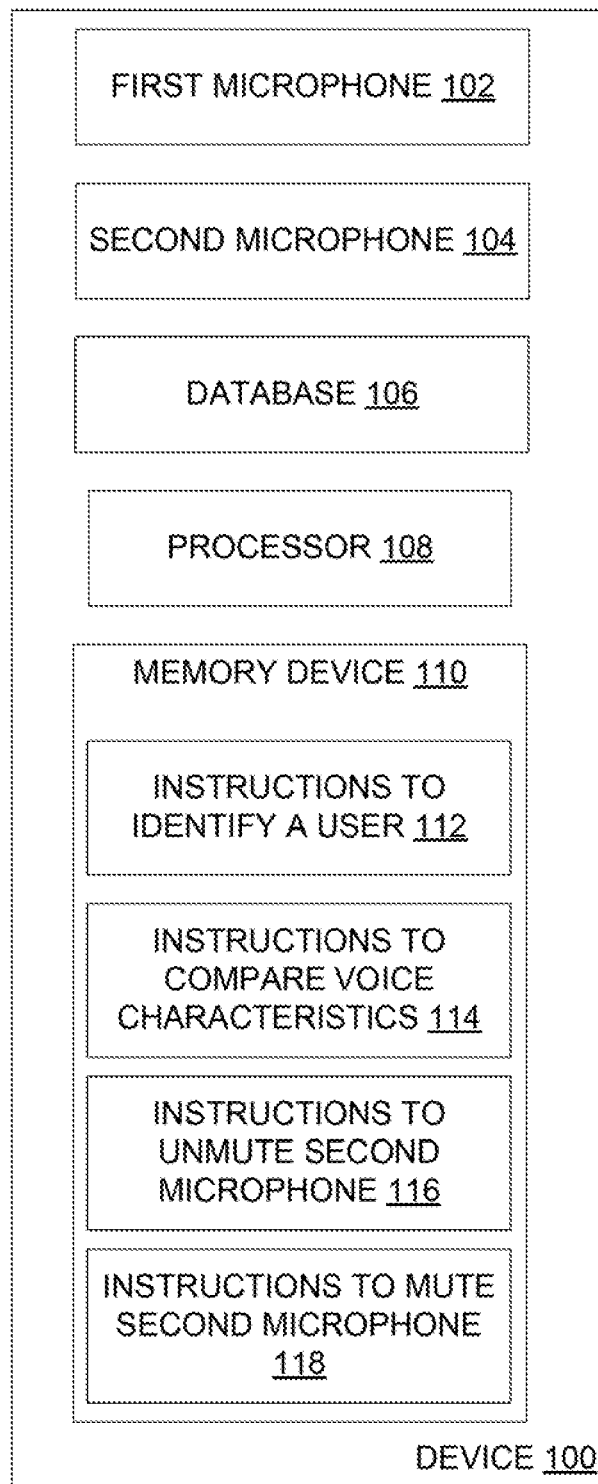 FIRST MICROPHONE 102
SECOND MICROPHONE 104
DATABASE 106
PROCESSOR 108
MEMORY DEVICE 110
INSTRUCTIONS TO
IDENTIFY A USER 112
INSTRUCTIONS TO
COMPARE VOICE
CHARACTERISTICS 114
INSTRUCTIONS TO
UNMUTE SECOND
MICROPHONE 116
INSTRUCTIONS TO MUTE
SECOND MICROPHONE
118
DEVICE 100